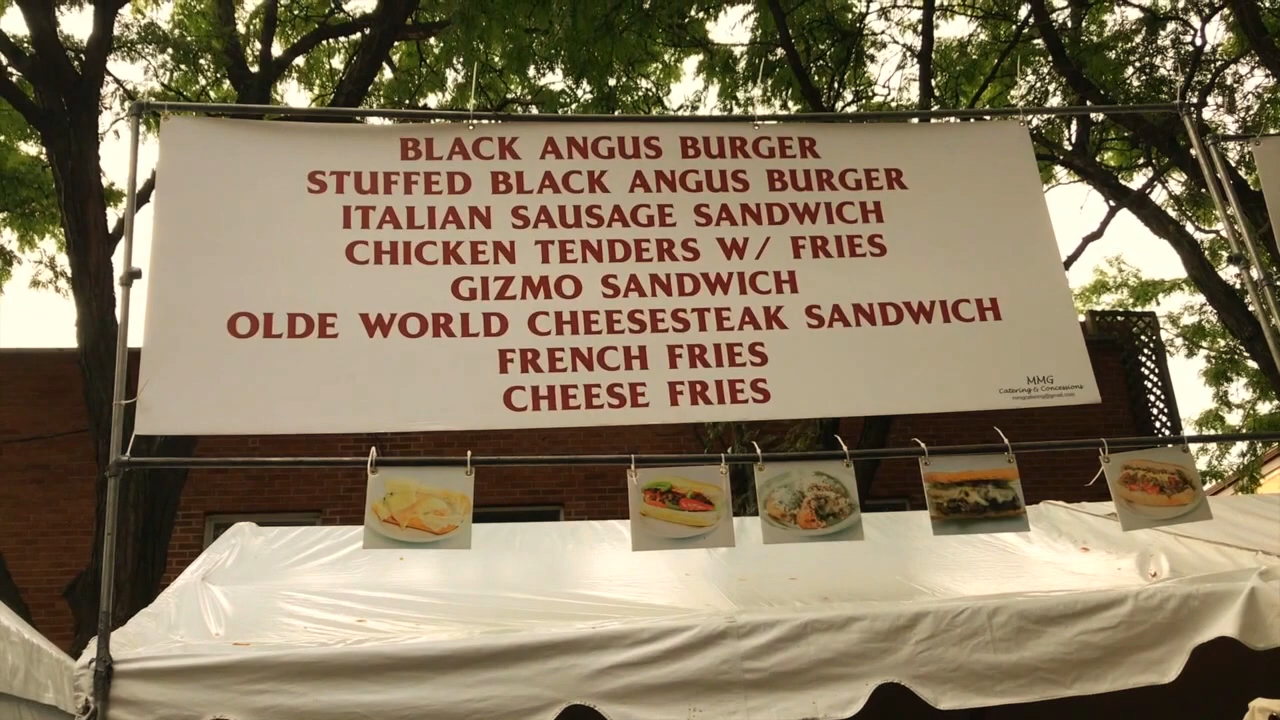 BLACK ANGUS BURGER
STUFFED BLACK ANGUS BURGER
ITALIAN SAUSAGE SANDWICH
CHICKEN TENDERS W/ FRIES
GIZMO SANDWICH
OLDE WORLD CHEESESTEAK SANDWICH
FRENCH FRIES
CHEESE FRIES
MMG
Catering & Concessions